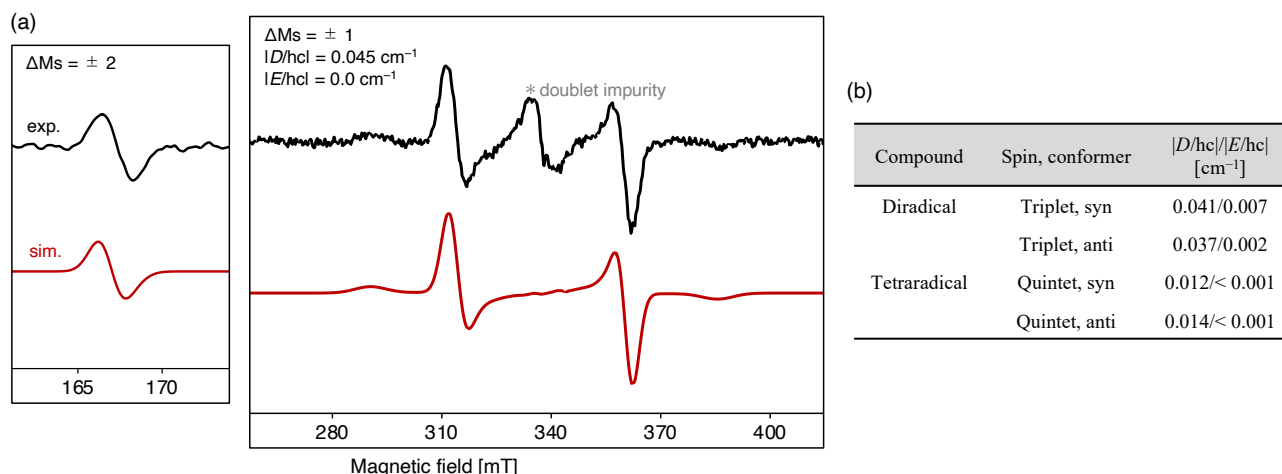 (a)
ΔMs = ± 2
exp.
sim.
165 170
ΔMs = ± 1
|D/hc| = 0.045 cm⁻¹
|E/hc| = 0.0 cm⁻¹
* doublet impurity
280 310 340 370 400
Magnetic field [mT]
(b)
Compound Spin, conformer |D/hc|/|E/hc|
[cm⁻¹]
Diradical Triplet, syn 0.041/0.007
Triplet, anti 0.037/0.002
Tetraradical Quintet, syn 0.012/< 0.001
Quintet, anti 0.014/< 0.001